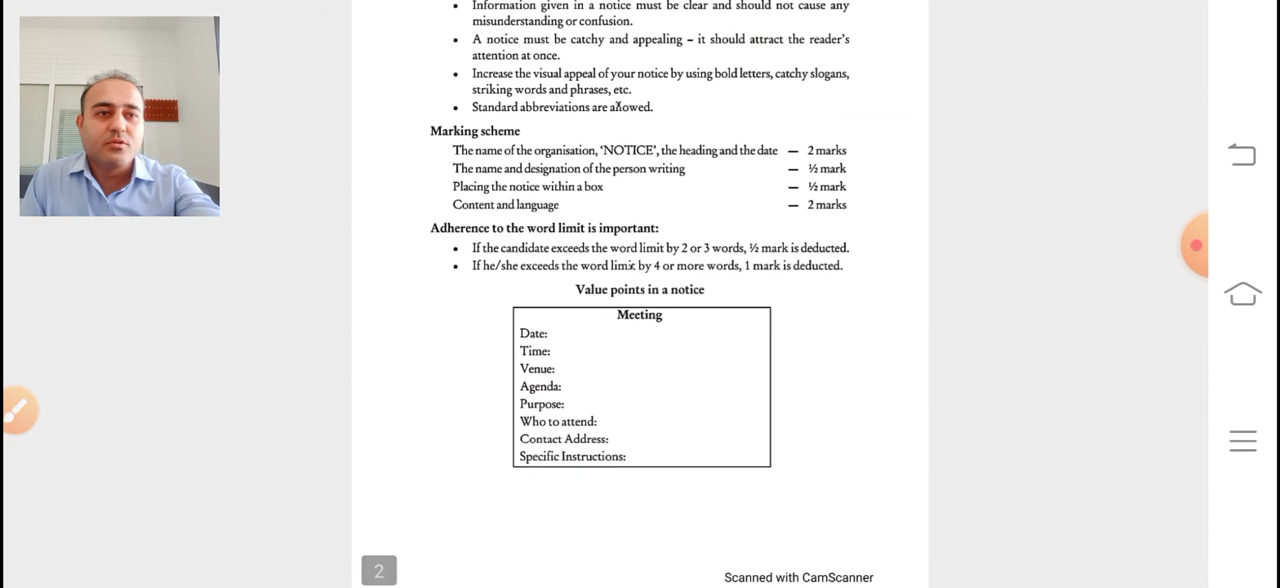 • Information given in a notice must be clear and should not cause any
misunderstanding or confusion.
• A notice must be catchy and appealing – it should attract the reader's
attention at once.
• Increase the visual appeal of your notice by using bold letters, catchy slogans,
striking words and phrases, etc.
• Standard abbreviations are allowed.
Marking scheme
The name of the organisation, 'NOTICE', the heading and the date — 2 marks
The name and designation of the person writing — ½ mark
Placing the notice within a box — ½ mark
Content and language — 2 marks
Adherence to the word limit is important:
• If the candidate exceeds the word limit by 2 or 3 words, ½ mark is deducted.
• If he/she exceeds the word limit by 4 or more words, 1 mark is deducted.
Value points in a notice
Meeting
Date:
Time:
Venue:
Agenda:
Purpose:
Who to attend:
Contact Address:
Specific Instructions:
2
Scanned with CamScanner